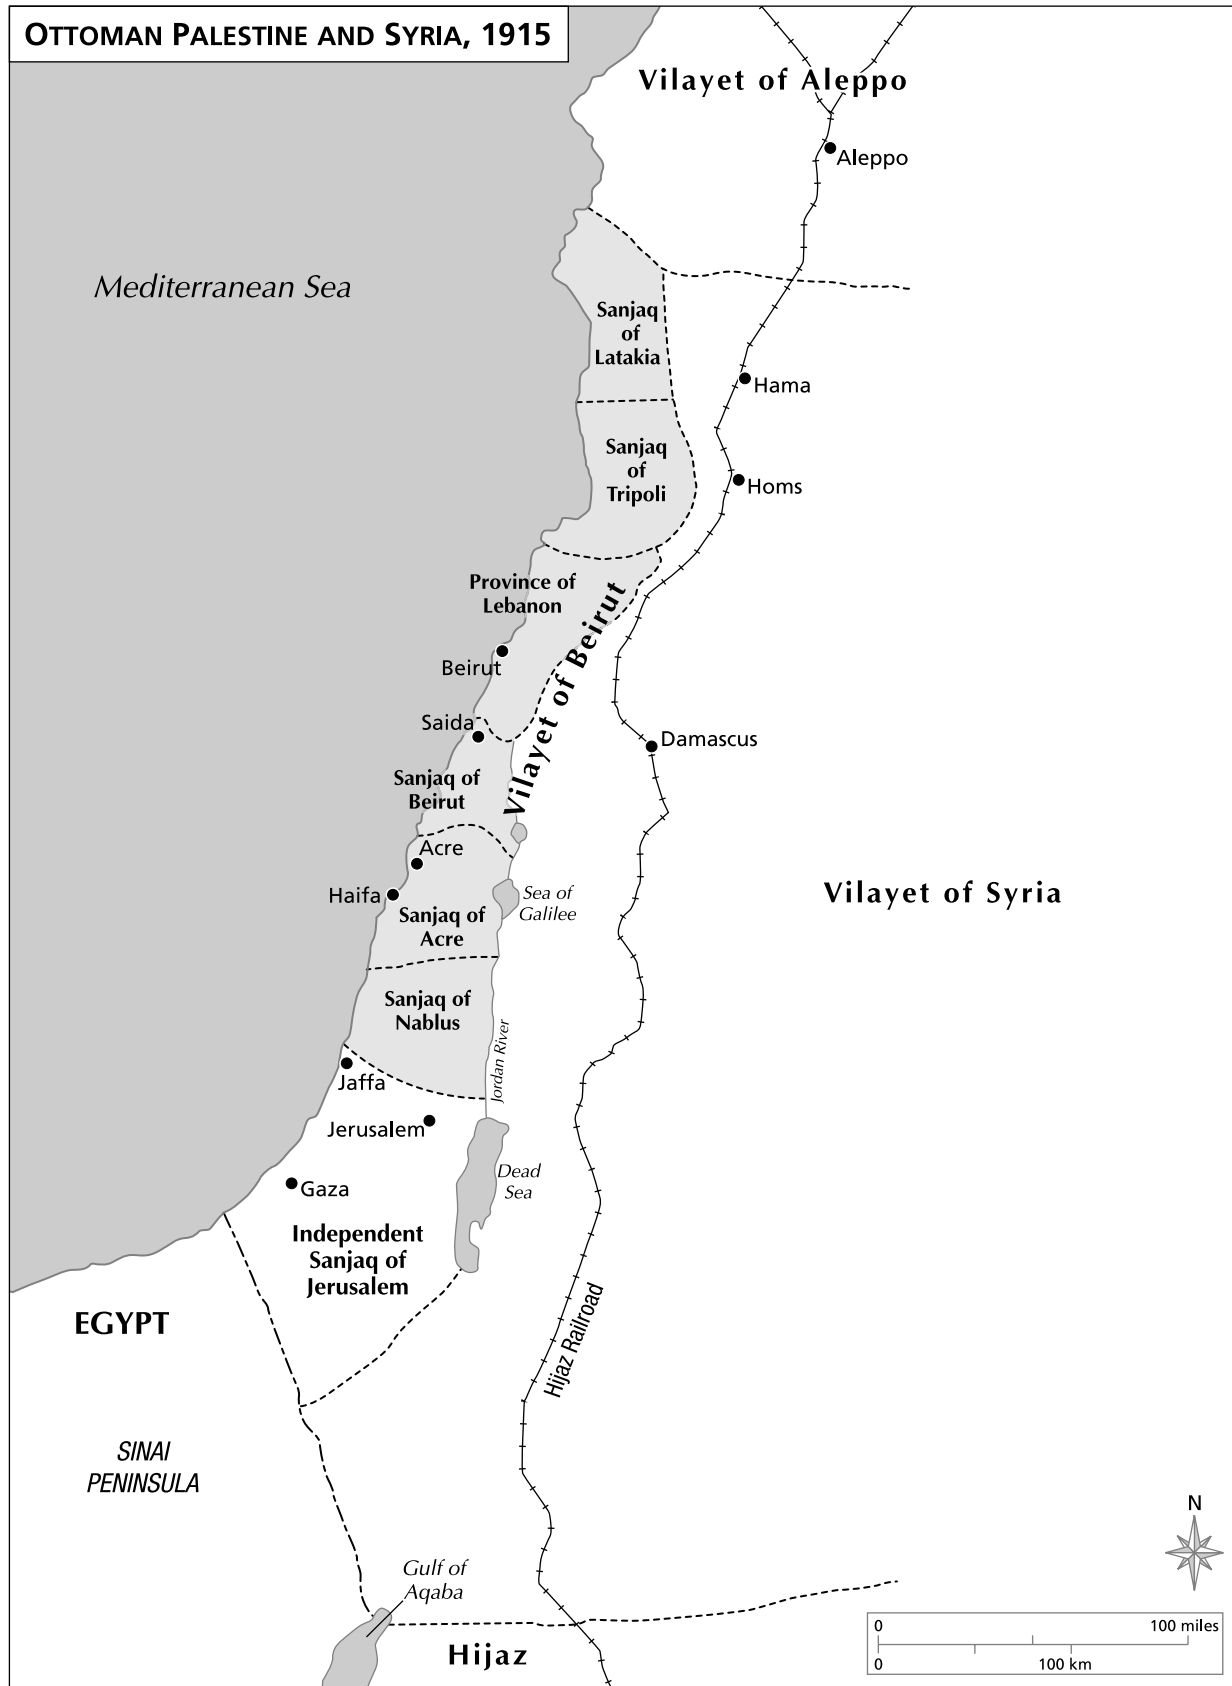 OTTOMAN PALESTINE AND SYRIA, 1915
Vilayet of Aleppo
Aleppo
Mediterranean Sea
Sanjaq
of
Latakia
Hama
Sanjaq
of
Tripoli
Homs
Province of
Lebanon
Vilayet of Beirut
Beirut
Saida
Damascus
Sanjaq of
Beirut
Acre
Haifa
Sea of
Galilee
Vilayet of Syria
Sanjaq of
Acre
Sanjaq of
Nablus
Jordan River
Jaffa
Jerusalem
Dead
Sea
Gaza
Independent
Sanjaq of
Jerusalem
EGYPT
Hijaz Railroad
SINAI
PENINSULA
N
Gulf of
Aqaba
Hijaz
0 100 miles
0 100 km